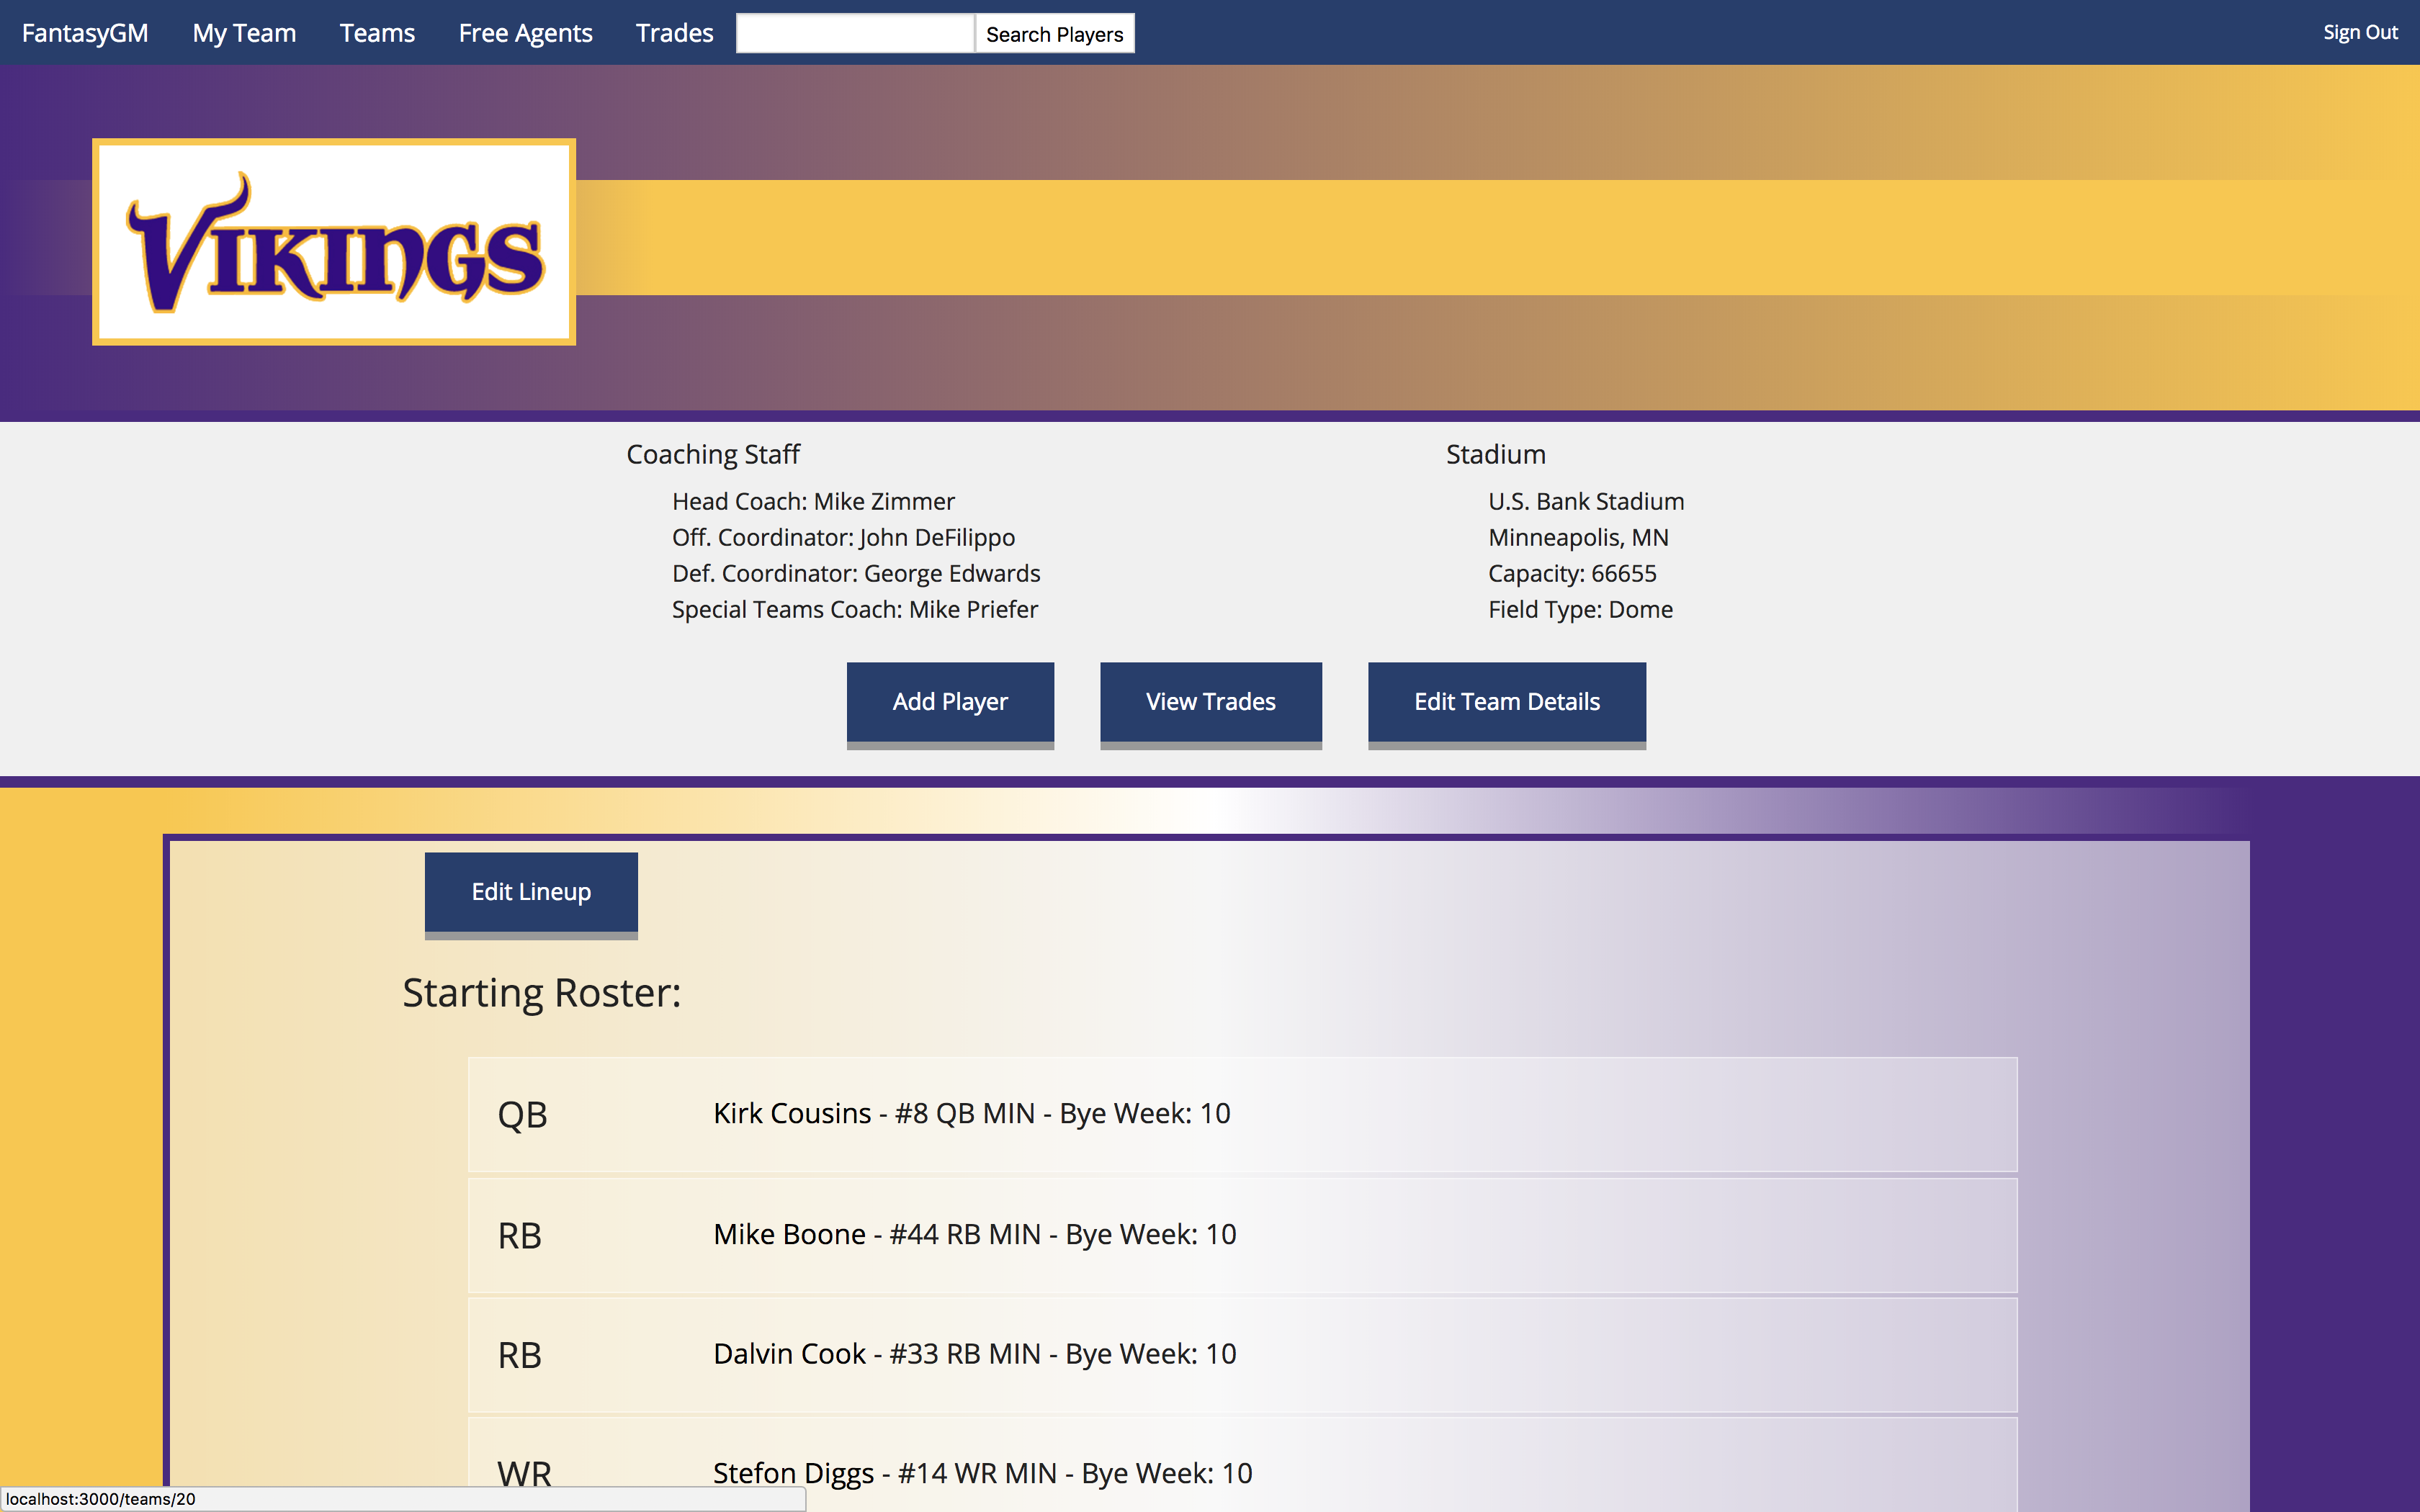 FantasyGM My Team Teams Free Agents Trades Search Players Sign Out
VIKINGS
Coaching Staff
Head Coach: Mike Zimmer
Off. Coordinator: John DeFilippo
Def. Coordinator: George Edwards
Special Teams Coach: Mike Priefer
Stadium
U.S. Bank Stadium
Minneapolis, MN
Capacity: 66655
Field Type: Dome
Add Player View Trades Edit Team Details
Edit Lineup
Starting Roster:
QB Kirk Cousins - #8 QB MIN - Bye Week: 10
RB Mike Boone - #44 RB MIN - Bye Week: 10
RB Dalvin Cook - #33 RB MIN - Bye Week: 10
WR Stefon Diggs - #14 WR MIN - Bye Week: 10
localhost:3000/teams/20